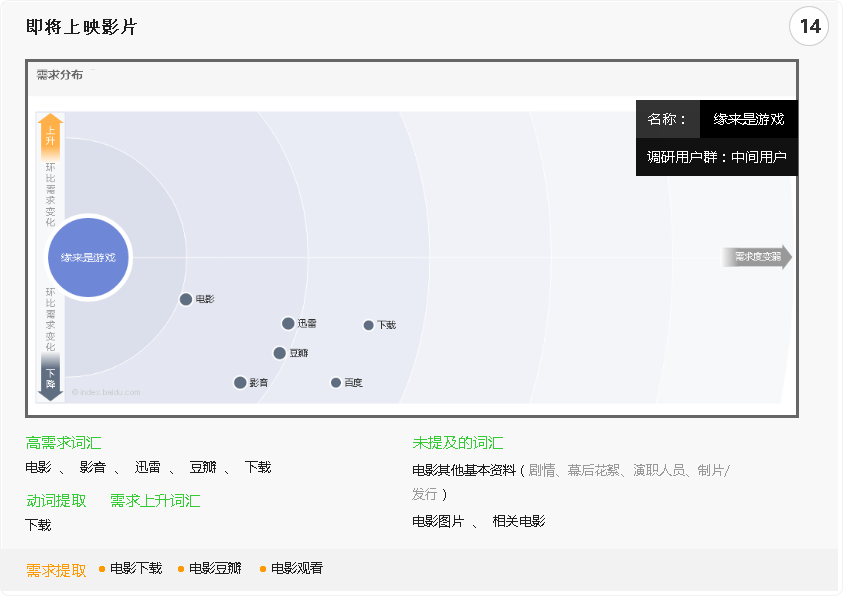 即将上映影片
14
需求分布
名称： 缘来是游戏
调研用户群：中间用户
上升
环比需求变化
缘来是游戏
需求度变弱
电影
迅雷
下载
豆瓣
影音
百度
环比需求变化
下降
©index.baidu.com
高需求词汇
电影 、 影音 、 迅雷 、 豆瓣 、 下载
动词提取 需求上升词汇
下载
未提及的词汇
电影其他基本资料（剧情、幕后花絮、演职人员、制片/
发行）
电影图片 、 相关电影
需求提取 • 电影下载 • 电影豆瓣 • 电影观看